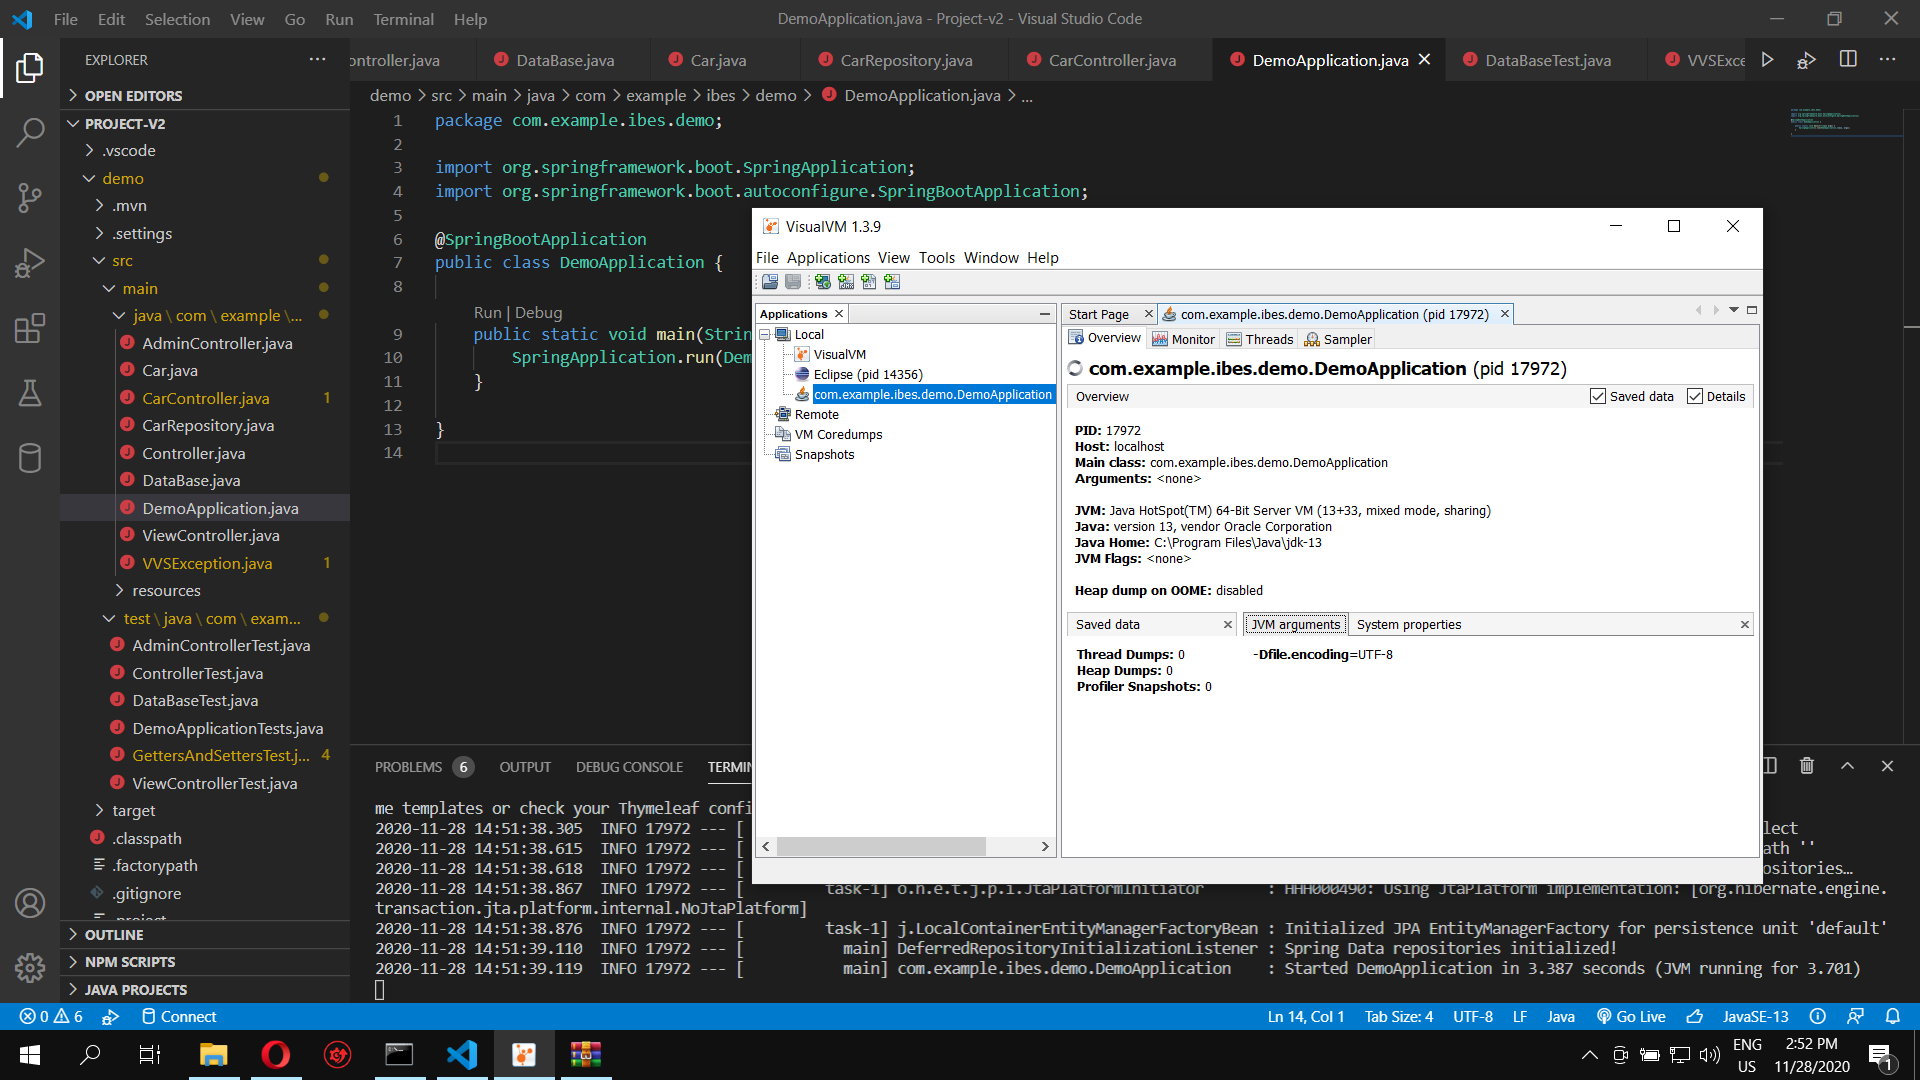 File Edit Selection View Go Run Terminal Help
DemoApplication.java - Project-v2 - Visual Studio Code
EXPLORER
OPEN EDITORS
PROJECT-V2
.vscode
demo
.mvn
.settings
src
main
java \ com \ example \ ...
AdminController.java
Car.java
CarController.java 1
CarRepository.java
Controller.java
DataBase.java
DemoApplication.java
ViewController.java
VVSException.java 1
resources
test \ java \ com \ exam...
AdminControllerTest.java
ControllerTest.java
DataBaseTest.java
DemoApplicationTests.java
GettersAndSettersTest.j... 4
ViewControllerTest.java
target
.classpath
.factorypath
.gitignore
.project
OUTLINE
NPM SCRIPTS
JAVA PROJECTS
ontroller.java DataBase.java Car.java CarRepository.java CarController.java DemoApplication.java DataBaseTest.java VVSExce
demo > src > main > java > com > example > ibes > demo > DemoApplication.java > ...
1 package com.example.ibes.demo;
2
3 import org.springframework.boot.SpringApplication;
4 import org.springframework.boot.autoconfigure.SpringBootApplication;
5
6 @SpringBootApplication
7 public class DemoApplication {
8
Run | Debug
9 public static void main(Strin
10 SpringApplication.run(Dem
11 }
12
13 }
14
VisualVM 1.3.9
File Applications View Tools Window Help
Applications
Local
VisualVM
Eclipse (pid 14356)
com.example.ibes.demo.DemoApplication
Remote
VM Coredumps
Snapshots
Start Page com.example.ibes.demo.DemoApplication (pid 17972)
Overview Monitor Threads Sampler
com.example.ibes.demo.DemoApplication (pid 17972)
Overview Saved data Details
PID: 17972
Host: localhost
Main class: com.example.ibes.demo.DemoApplication
Arguments: <none>
JVM: Java HotSpot(TM) 64-Bit Server VM (13+33, mixed mode, sharing)
Java: version 13, vendor Oracle Corporation
Java Home: C:\Program Files\Java\jdk-13
JVM Flags: <none>
Heap dump on OOME: disabled
Saved data JVM arguments System properties
Thread Dumps: 0
Heap Dumps: 0
Profiler Snapshots: 0
-Dfile.encoding=UTF-8
PROBLEMS 6 OUTPUT DEBUG CONSOLE TERMIN
me templates or check your Thymeleaf confi
2020-11-28 14:51:38.305 INFO 17972 --- [ lect
2020-11-28 14:51:38.615 INFO 17972 --- [ ath ''
2020-11-28 14:51:38.618 INFO 17972 --- [ ositories…
2020-11-28 14:51:38.867 INFO 17972 --- [ task-1] o.h.e.t.j.p.i.JtaPlatformInitiator : HHH000490: Using JtaPlatform implementation: [org.hibernate.engine.
transaction.jta.platform.internal.NoJtaPlatform]
2020-11-28 14:51:38.876 INFO 17972 --- [ task-1] j.LocalContainerEntityManagerFactoryBean : Initialized JPA EntityManagerFactory for persistence unit 'default'
2020-11-28 14:51:39.110 INFO 17972 --- [ main] DeferredRepositoryInitializationListener : Spring Data repositories initialized!
2020-11-28 14:51:39.119 INFO 17972 --- [ main] com.example.ibes.demo.DemoApplication : Started DemoApplication in 3.387 seconds (JVM running for 3.701)
0 6 Connect
Ln 14, Col 1 Tab Size: 4 UTF-8 LF Java Go Live JavaSE-13
ENG
US
2:52 PM
11/28/2020
1